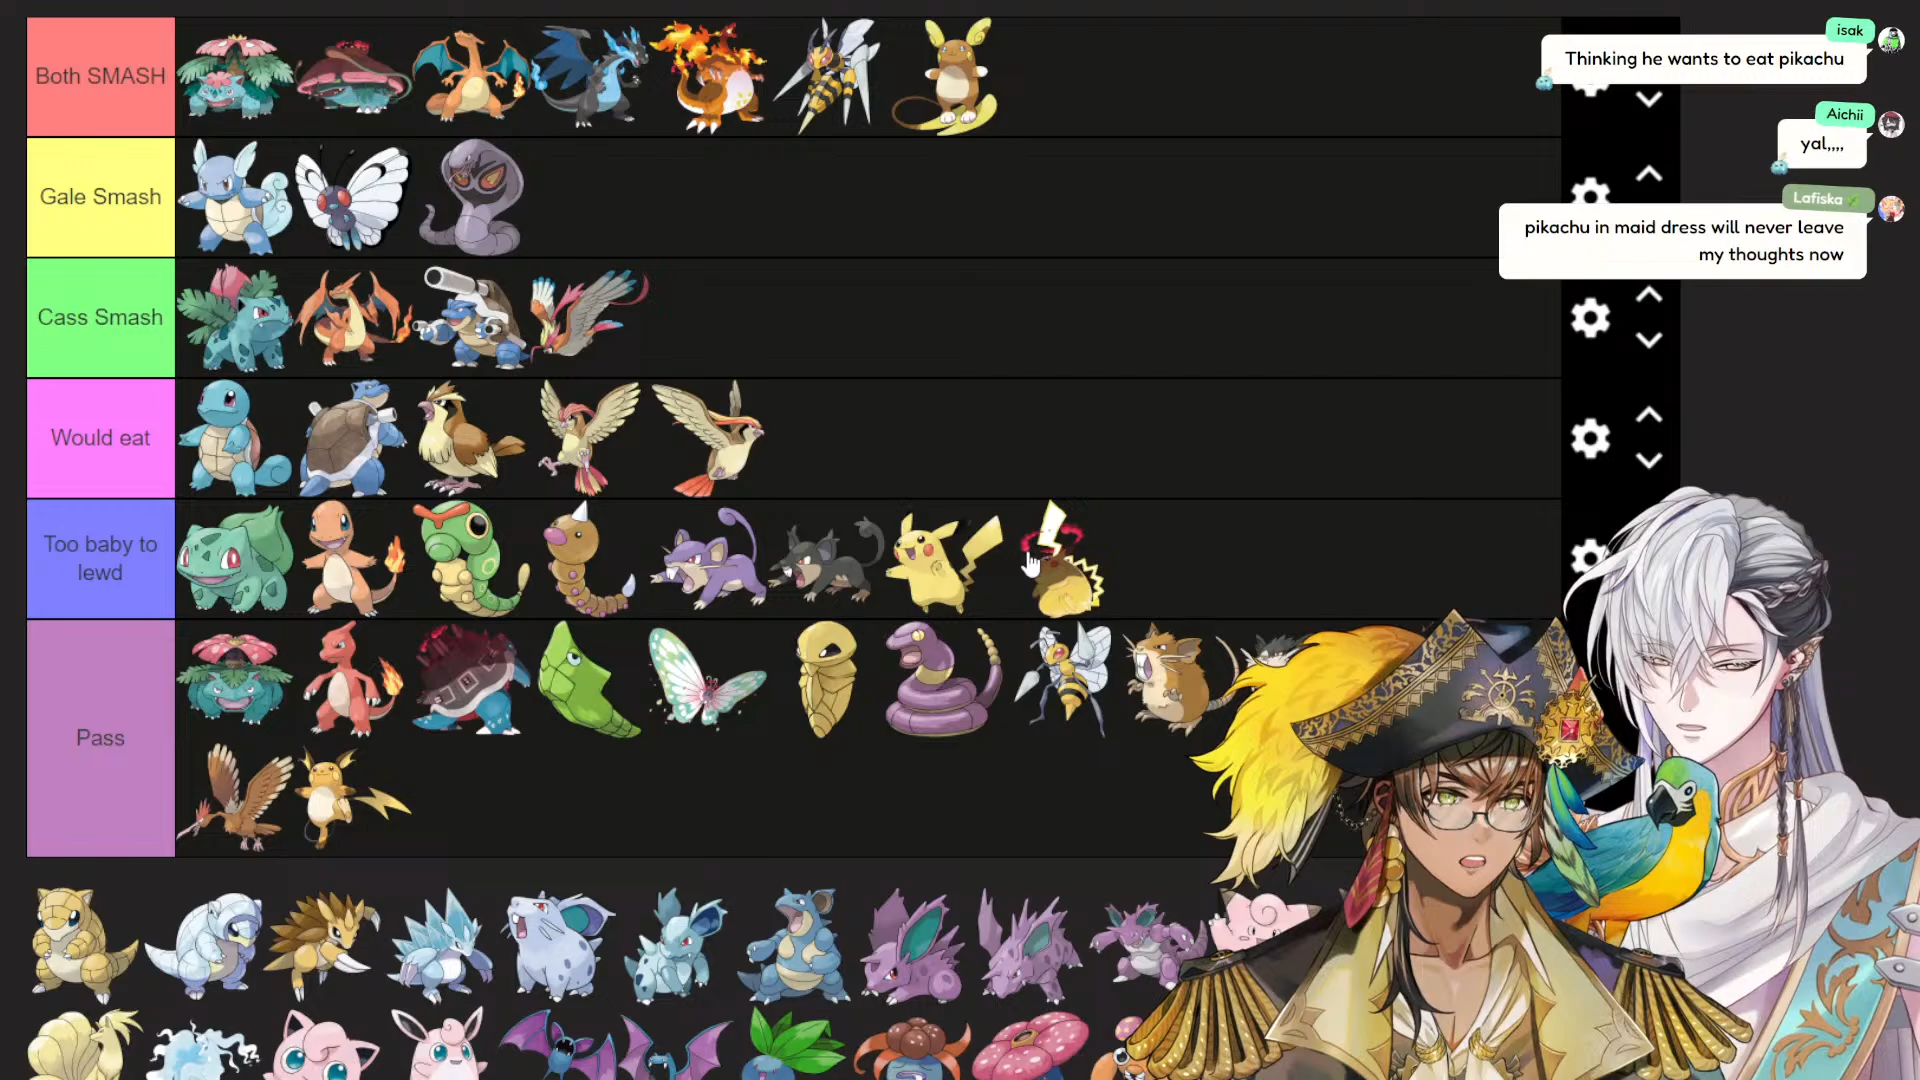 Both SMASH
Gale Smash
Cass Smash
Would eat
Too baby to
lewd
Pass
isak
Thinking he wants to eat pikachu
Aichii
yal,,,,
Lafiska
pikachu in maid dress will never leave
my thoughts now